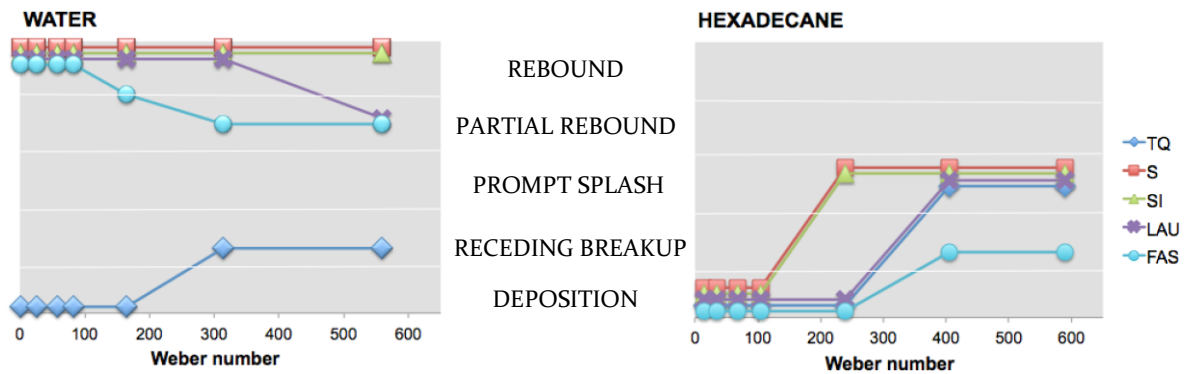 WATER
HEXADECANE
REBOUND
PARTIAL REBOUND
PROMPT SPLASH
RECEDING BREAKUP
DEPOSITION
TQ
S
SI
LAU
FAS
0 100 200 300 400 500 600
Weber number
0 100 200 300 400 500 600
Weber number